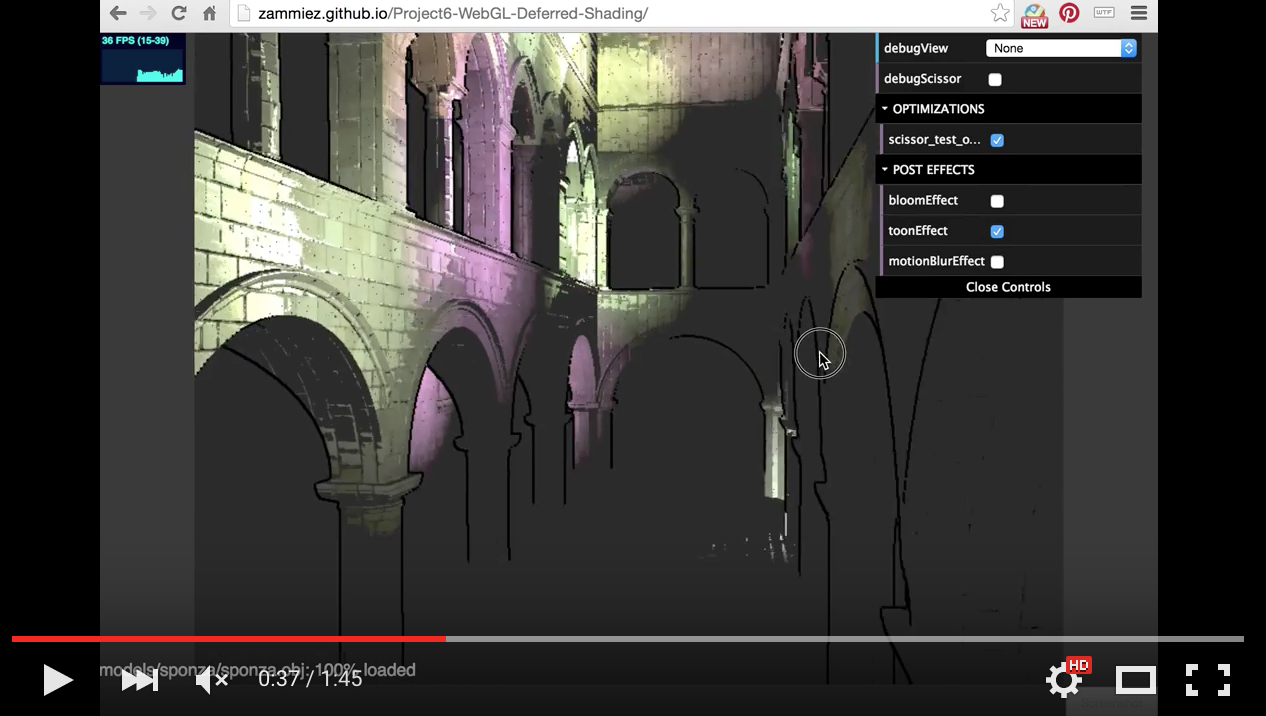 zammiez.github.io/Project6-WebGL-Deferred-Shading/
NEW
WTF
36 FPS (15-39)
debugView None
debugScissor
OPTIMIZATIONS
scissor_test_o...
POST EFFECTS
bloomEffect
toonEffect
motionBlurEffect
Close Controls
models/sponza/sponza.obj: 100% loaded
0:37 / 1:45
HD